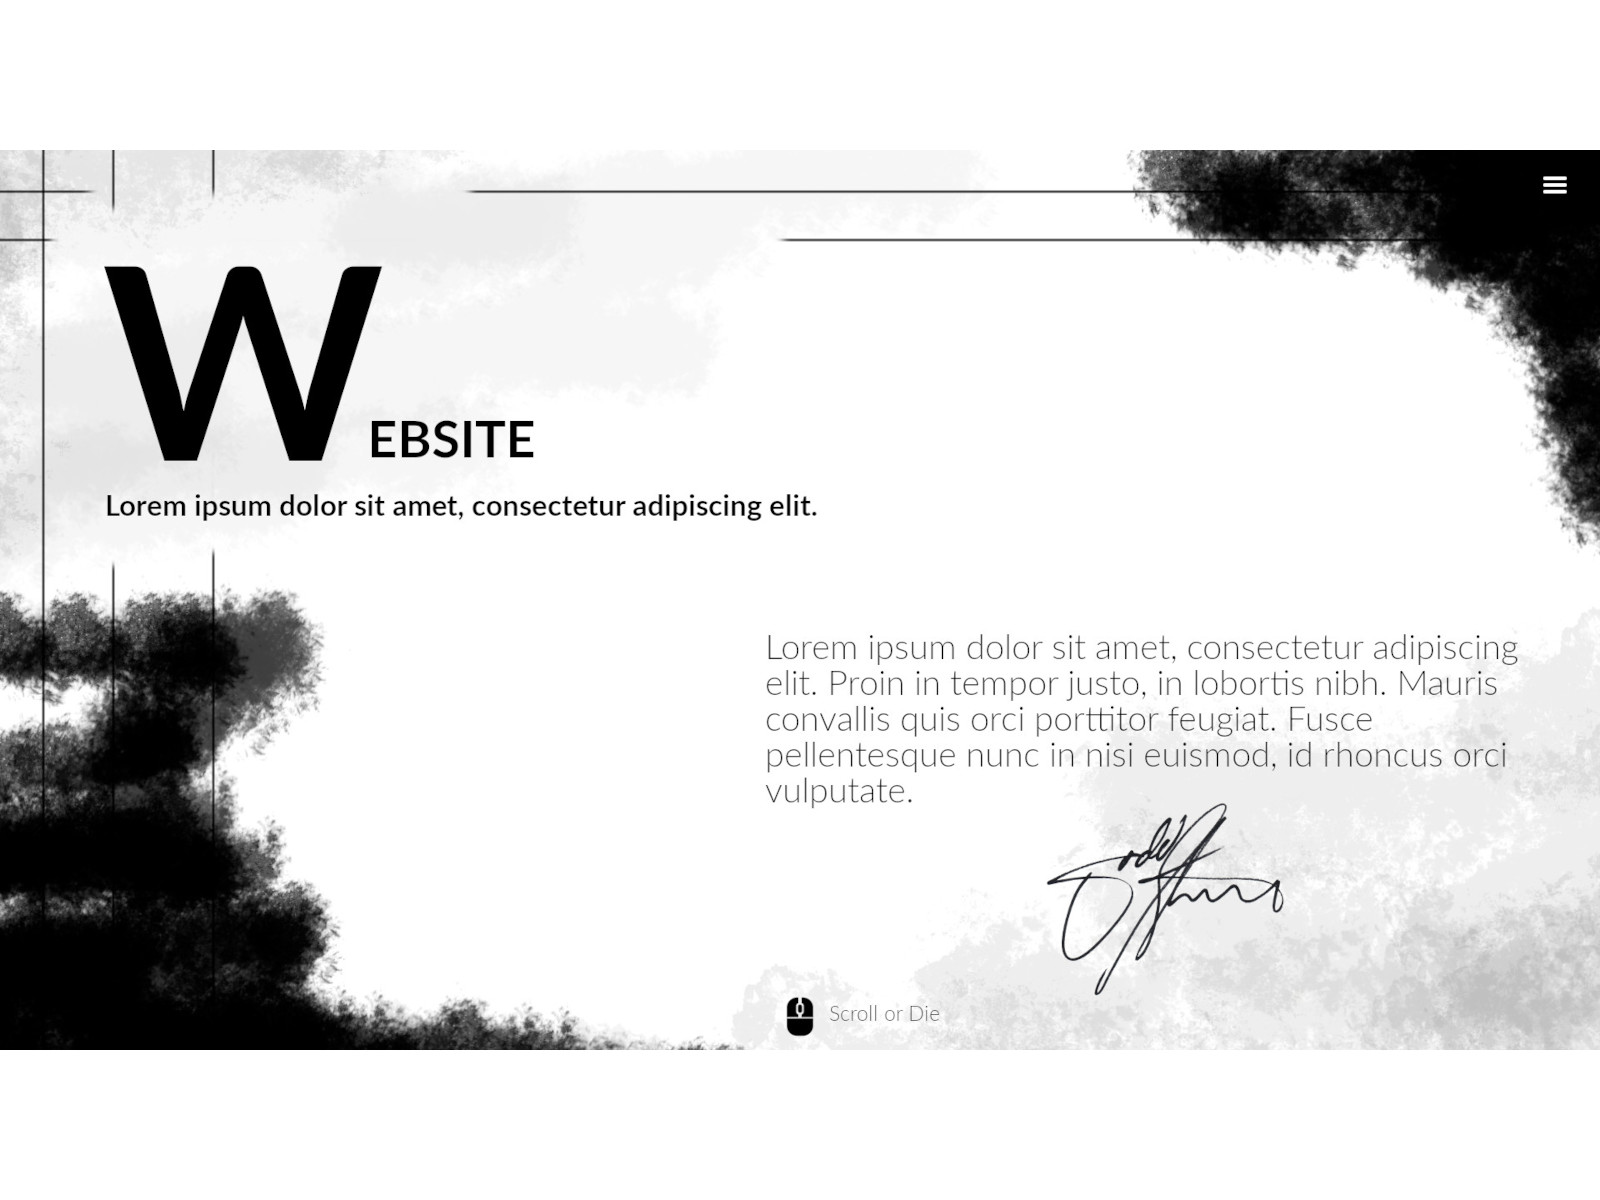 WEBSITE
Lorem ipsum dolor sit amet, consectetur adipiscing elit.
Lorem ipsum dolor sit amet, consectetur adipiscing
elit. Proin in tempor justo, in lobortis nibh. Mauris
convallis quis orci porttitor feugiat. Fusce
pellentesque nunc in nisi euismod, id rhoncus orci
vulputate.
Scroll or Die